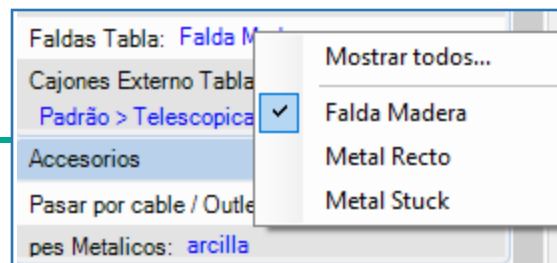 Faldas Tabla: Falda
Cajones Externo Tabla
Padrão > Telescopica
Accesorios
Pasar por cable /
pes Metalicos: arcilla
Mostrar todos...
Falda Madera
Metal Recto
Metal Stuck